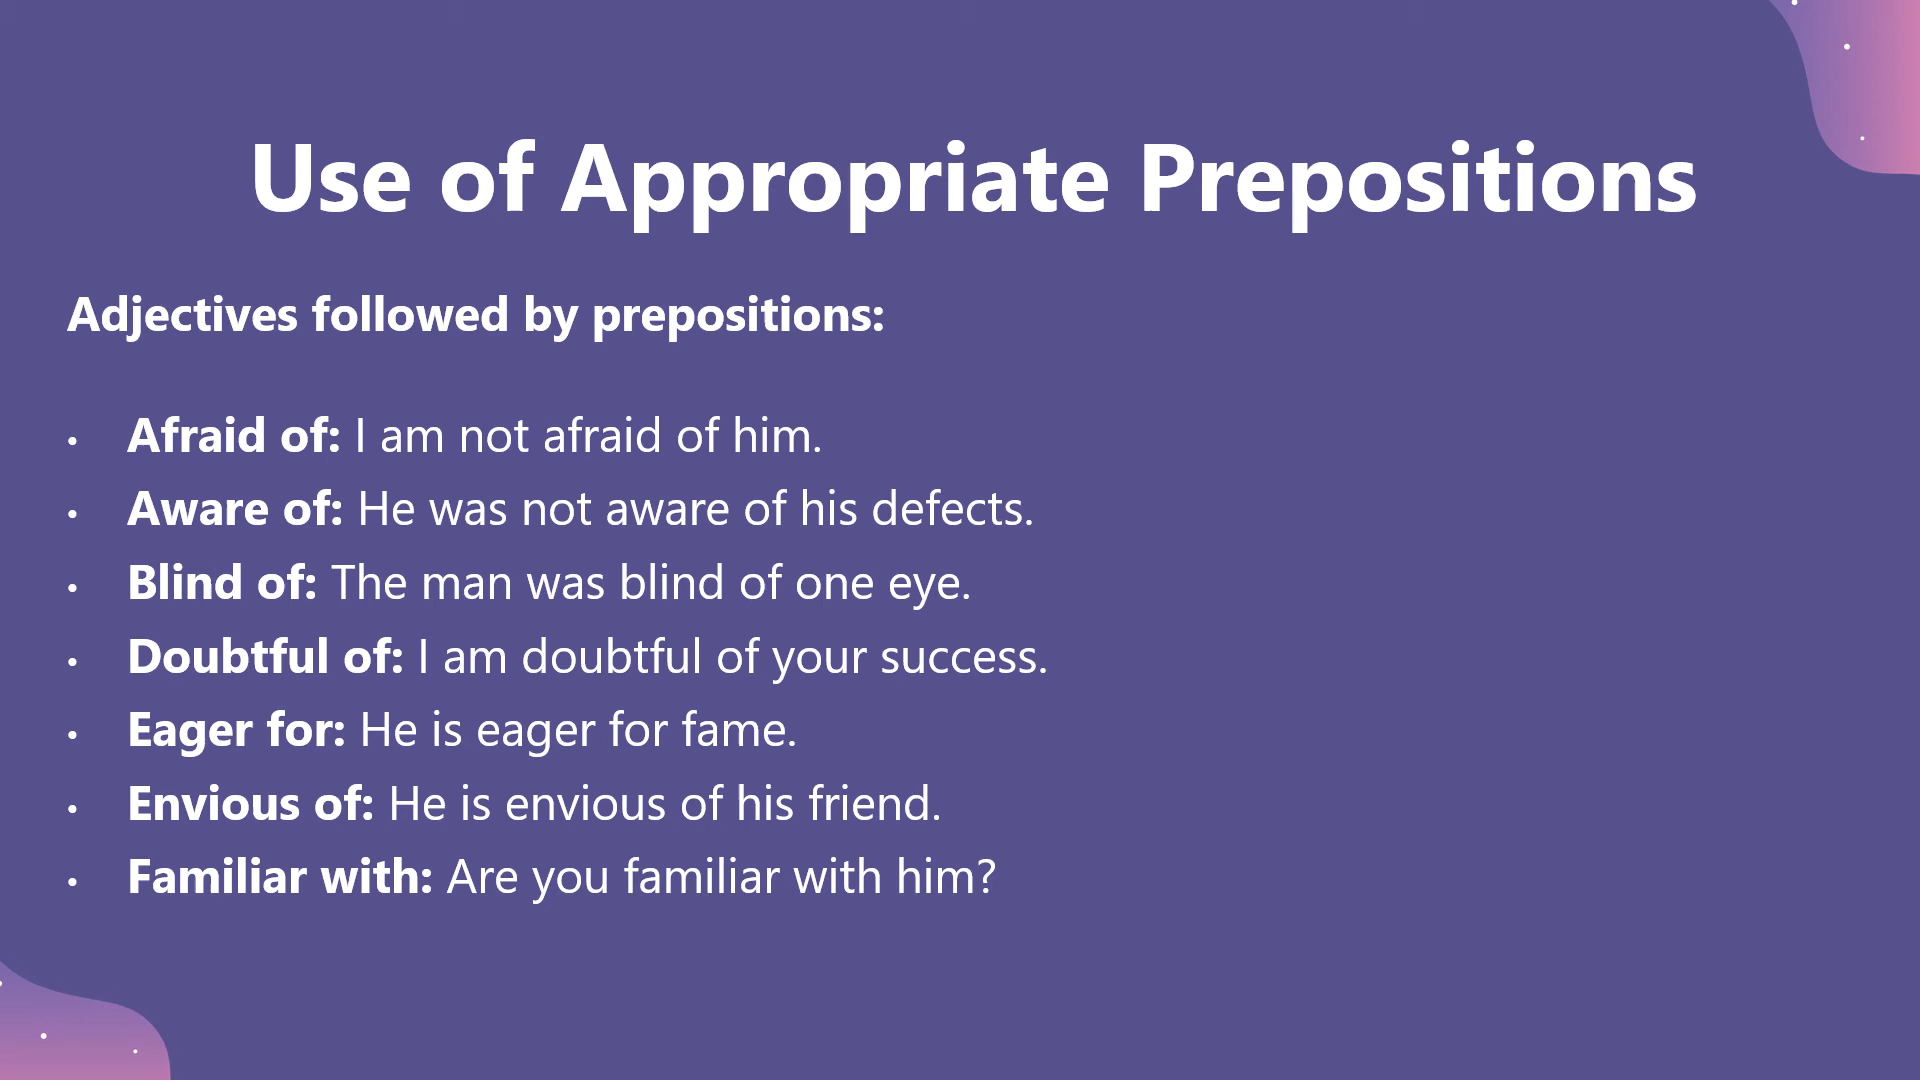 Use of Appropriate Prepositions
Adjectives followed by prepositions:
• Afraid of: I am not afraid of him.
• Aware of: He was not aware of his defects.
• Blind of: The man was blind of one eye.
• Doubtful of: I am doubtful of your success.
• Eager for: He is eager for fame.
• Envious of: He is envious of his friend.
• Familiar with: Are you familiar with him?